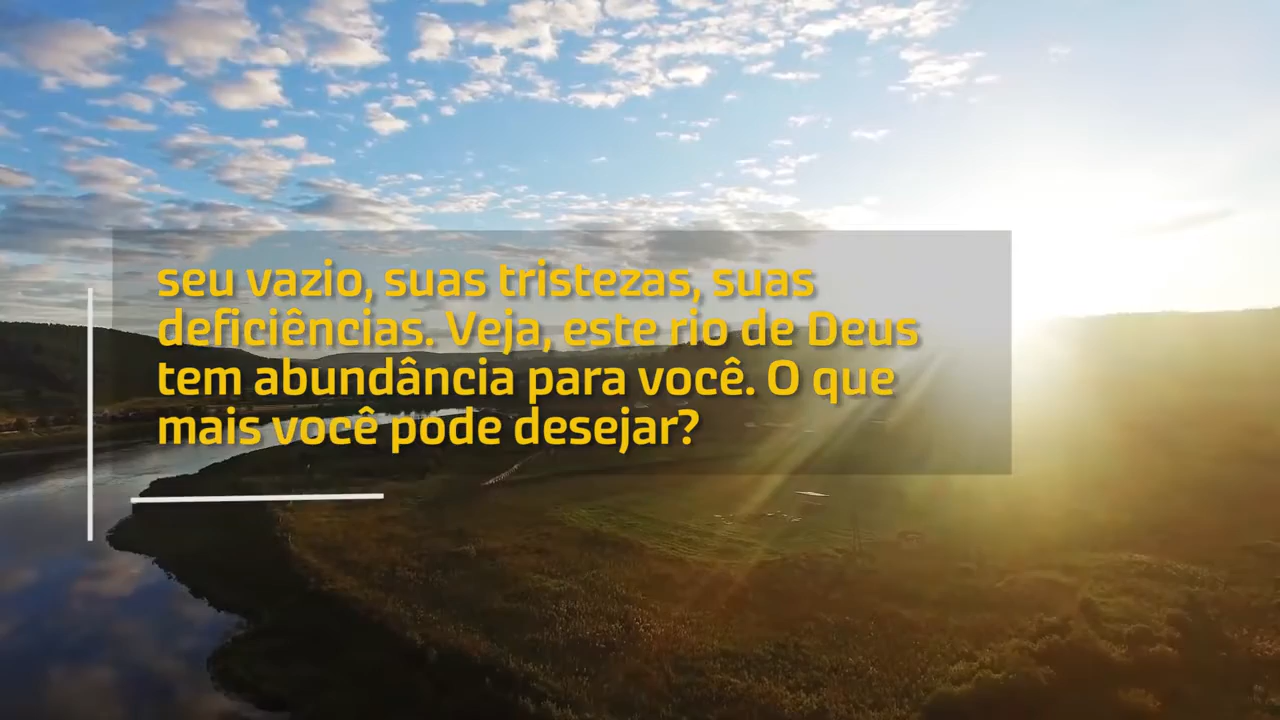 seu vazio, suas tristezas, suas
deficiências. Veja, este rio de Deus
tem abundância para você. O que
mais você pode desejar?